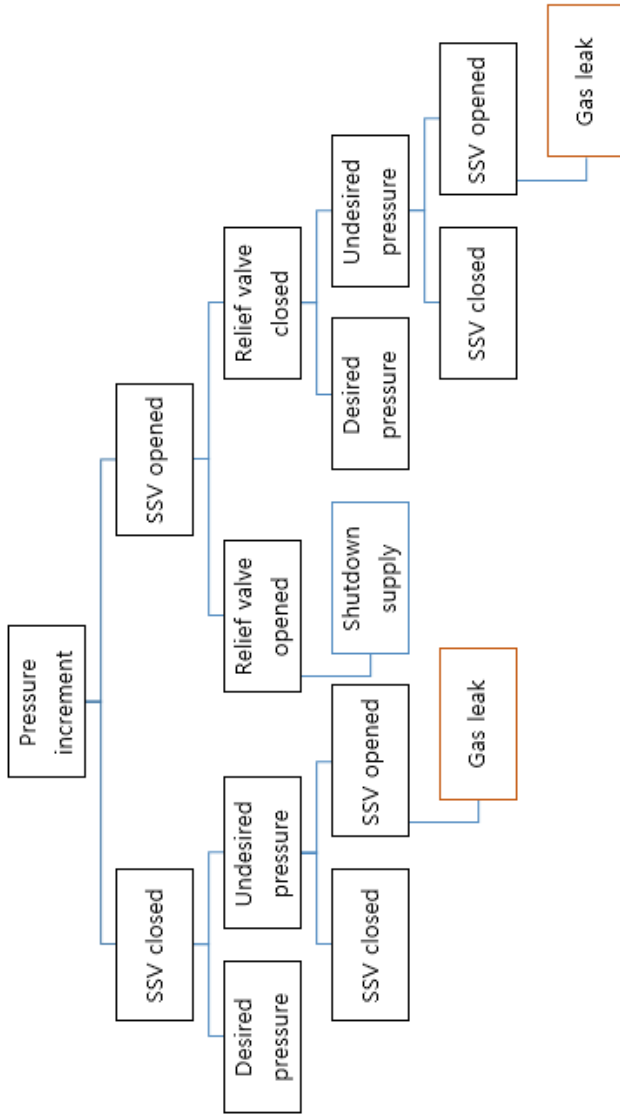 Pressure
increment
SSV closed
SSV opened
Desired
pressure
Undesired
pressure
Relief valve
opened
Relief valve
closed
SSV closed
SSV opened
Shutdown
supply
Desired
pressure
Undesired
pressure
Gas leak
SSV closed
SSV opened
Gas leak